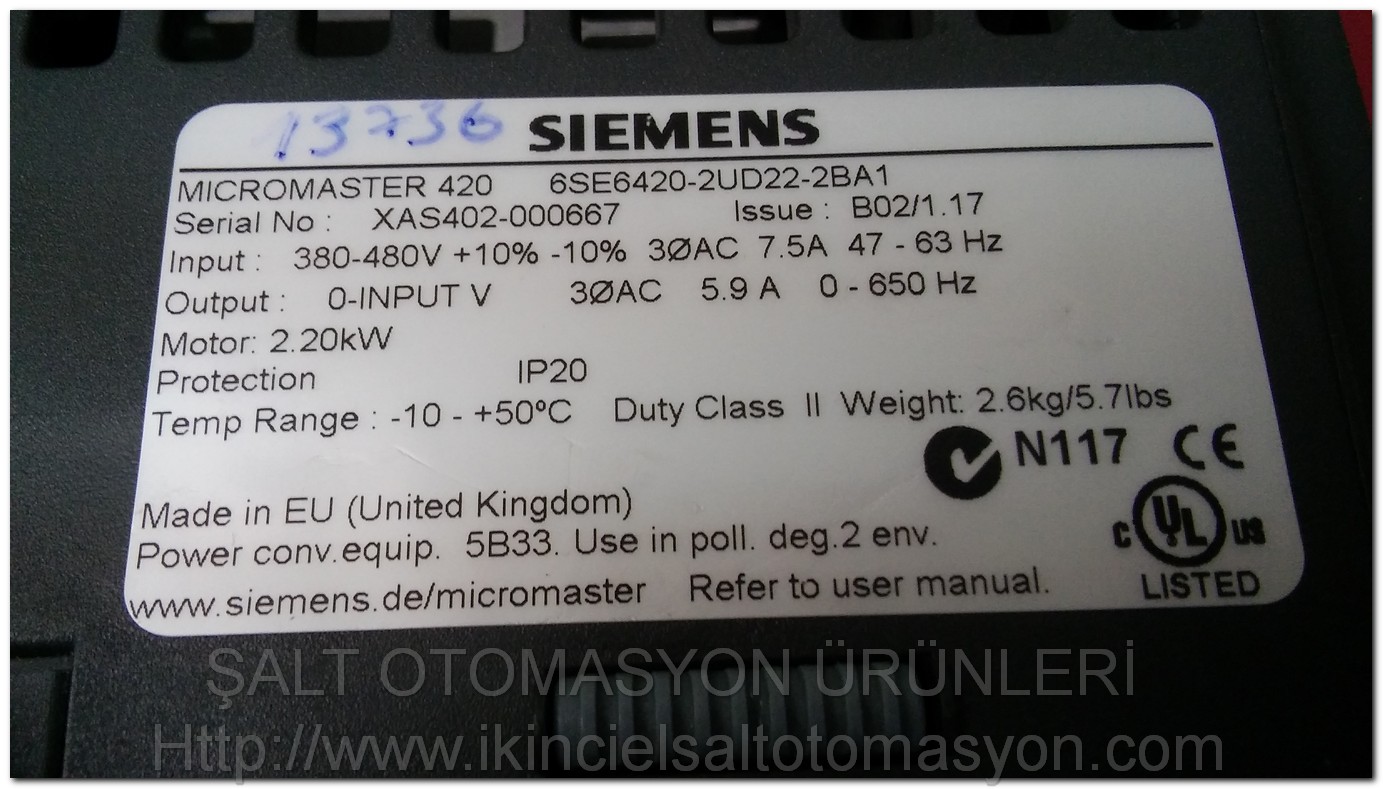 13736 SIEMENS
MICROMASTER 420 6SE6420-2UD22-2BA1
Serial No : XAS402-000667 Issue : B02/1.17
Input : 380-480V +10% -10% 3ØAC 7.5A 47 - 63 Hz
Output : 0-INPUT V 3ØAC 5.9 A 0 - 650 Hz
Motor: 2.20kW
Protection IP20
Temp Range : -10 - +50ºC Duty Class II Weight: 2.6kg/5.7lbs
N117 CE
Made in EU (United Kingdom)
Power conv.equip. 5B33. Use in poll. deg.2 env.
C UL US
www.siemens.de/micromaster Refer to user manual.
LISTED
ŞALT OTOMASYON ÜRÜNLERİ
Http://www.ikincielsaltotomasyon.com